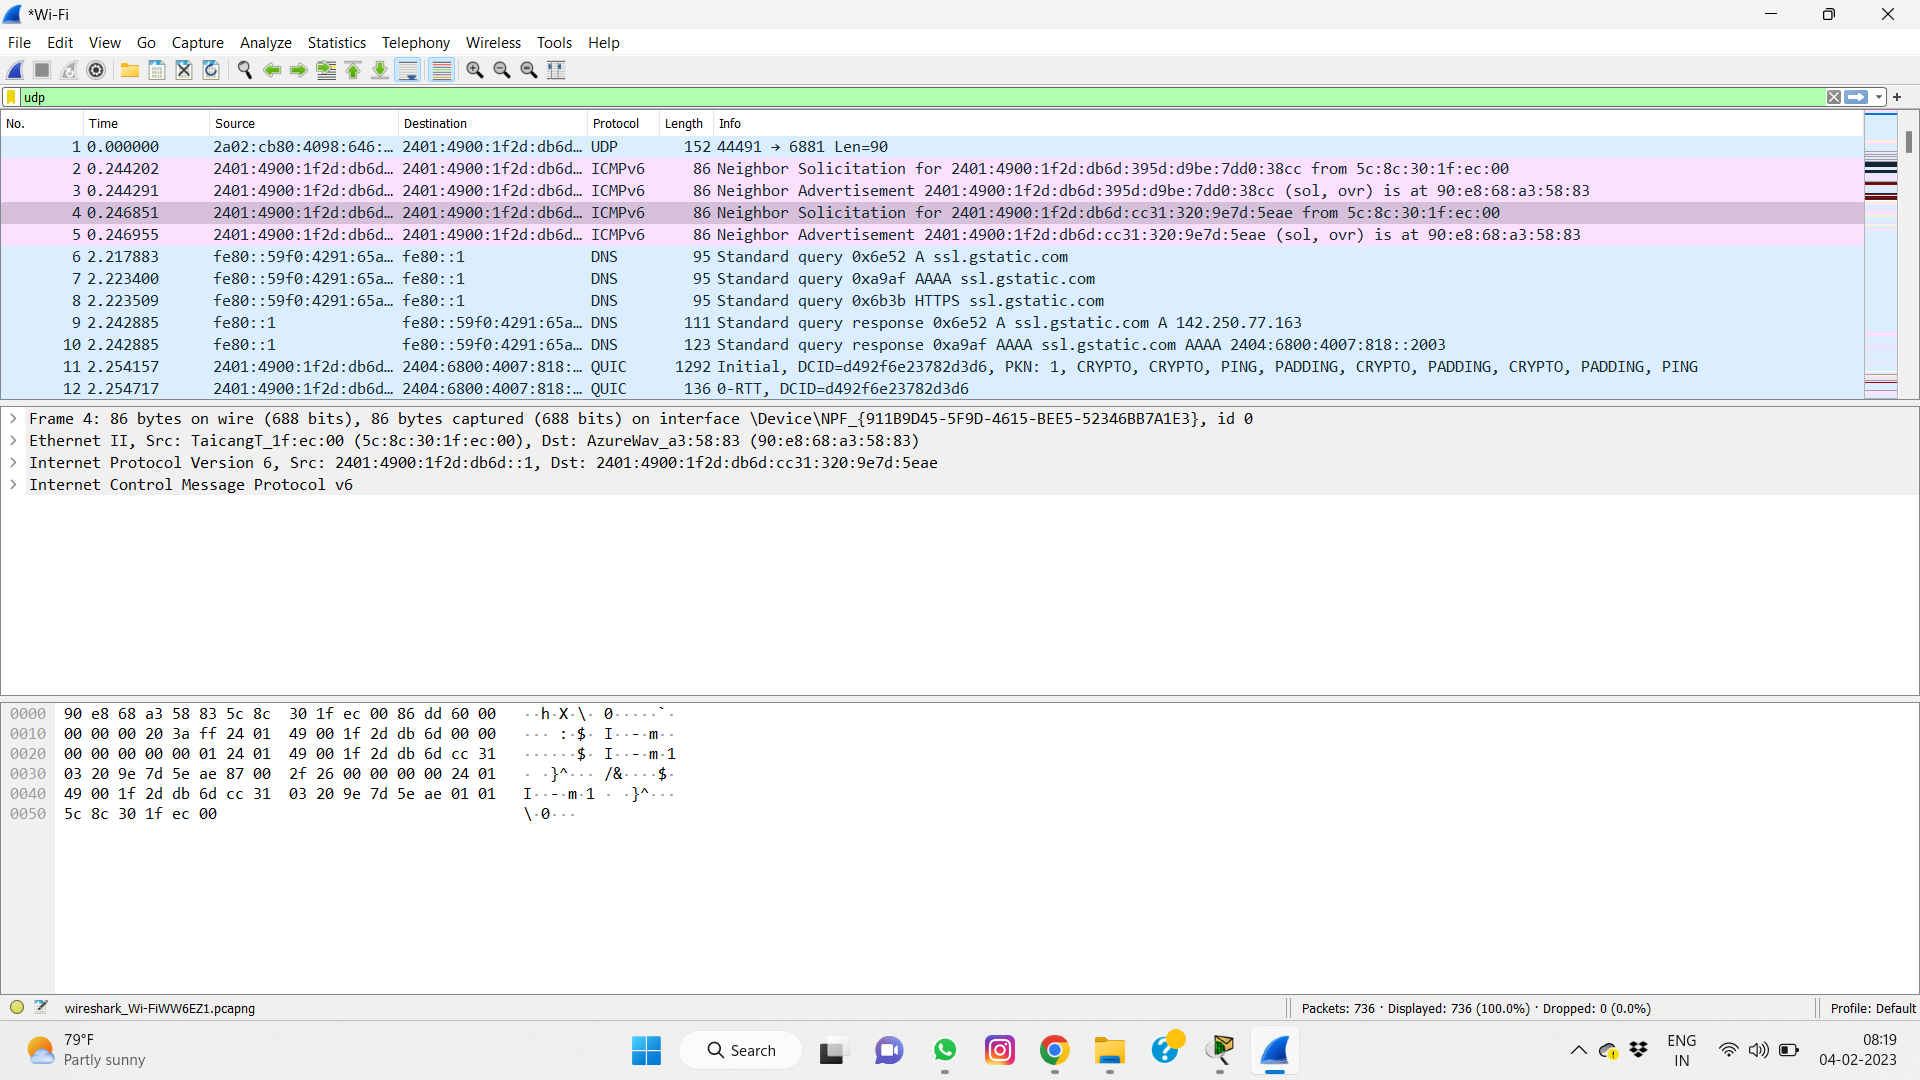 *Wi-Fi
File Edit View Go Capture Analyze Statistics Telephony Wireless Tools Help
udp
No. Time Source Destination Protocol Length Info
1 0.000000 2a02:cb80:4098:646:… 2401:4900:1f2d:db6d… UDP 152 44491 → 6881 Len=90
2 0.244202 2401:4900:1f2d:db6d… 2401:4900:1f2d:db6d… ICMPv6 86 Neighbor Solicitation for 2401:4900:1f2d:db6d:395d:d9be:7dd0:38cc from 5c:8c:30:1f:ec:00
3 0.244291 2401:4900:1f2d:db6d… 2401:4900:1f2d:db6d… ICMPv6 86 Neighbor Advertisement 2401:4900:1f2d:db6d:395d:d9be:7dd0:38cc (sol, ovr) is at 90:e8:68:a3:58:83
4 0.246851 2401:4900:1f2d:db6d… 2401:4900:1f2d:db6d… ICMPv6 86 Neighbor Solicitation for 2401:4900:1f2d:db6d:cc31:320:9e7d:5eae from 5c:8c:30:1f:ec:00
5 0.246955 2401:4900:1f2d:db6d… 2401:4900:1f2d:db6d… ICMPv6 86 Neighbor Advertisement 2401:4900:1f2d:db6d:cc31:320:9e7d:5eae (sol, ovr) is at 90:e8:68:a3:58:83
6 2.217883 fe80::59f0:4291:65a… fe80::1 DNS 95 Standard query 0x6e52 A ssl.gstatic.com
7 2.223400 fe80::59f0:4291:65a… fe80::1 DNS 95 Standard query 0xa9af AAAA ssl.gstatic.com
8 2.223509 fe80::59f0:4291:65a… fe80::1 DNS 95 Standard query 0x6b3b HTTPS ssl.gstatic.com
9 2.242885 fe80::1 fe80::59f0:4291:65a… DNS 111 Standard query response 0x6e52 A ssl.gstatic.com A 142.250.77.163
10 2.242885 fe80::1 fe80::59f0:4291:65a… DNS 123 Standard query response 0xa9af AAAA ssl.gstatic.com AAAA 2404:6800:4007:818::2003
11 2.254157 2401:4900:1f2d:db6d… 2404:6800:4007:818:… QUIC 1292 Initial, DCID=d492f6e23782d3d6, PKN: 1, CRYPTO, CRYPTO, PING, PADDING, CRYPTO, PADDING, CRYPTO, PADDING, PING
12 2.254717 2401:4900:1f2d:db6d… 2404:6800:4007:818:… QUIC 136 0-RTT, DCID=d492f6e23782d3d6
Frame 4: 86 bytes on wire (688 bits), 86 bytes captured (688 bits) on interface \Device\NPF_{911B9D45-5F9D-4615-BEE5-52346BB7A1E3}, id 0
Ethernet II, Src: TaicangT_1f:ec:00 (5c:8c:30:1f:ec:00), Dst: AzureWav_a3:58:83 (90:e8:68:a3:58:83)
Internet Protocol Version 6, Src: 2401:4900:1f2d:db6d::1, Dst: 2401:4900:1f2d:db6d:cc31:320:9e7d:5eae
Internet Control Message Protocol v6
0000 90 e8 68 a3 58 83 5c 8c 30 1f ec 00 86 dd 60 00 ··h·X·\· 0·····`·
0010 00 00 00 20 3a ff 24 01 49 00 1f 2d db 6d 00 00 ··· :·$· I··-·m··
0020 00 00 00 00 00 01 24 01 49 00 1f 2d db 6d cc 31 ······$· I··-·m·1
0030 03 20 9e 7d 5e ae 87 00 2f 26 00 00 00 00 24 01 · ·}^··· /&····$·
0040 49 00 1f 2d db 6d cc 31 03 20 9e 7d 5e ae 01 01 I··-·m·1 · ·}^···
0050 5c 8c 30 1f ec 00 \·0···
wireshark_Wi-FiWW6EZ1.pcapng Packets: 736 · Displayed: 736 (100.0%) · Dropped: 0 (0.0%) Profile: Default
79°F
Partly sunny
Search
ENG
IN
08:19
04-02-2023